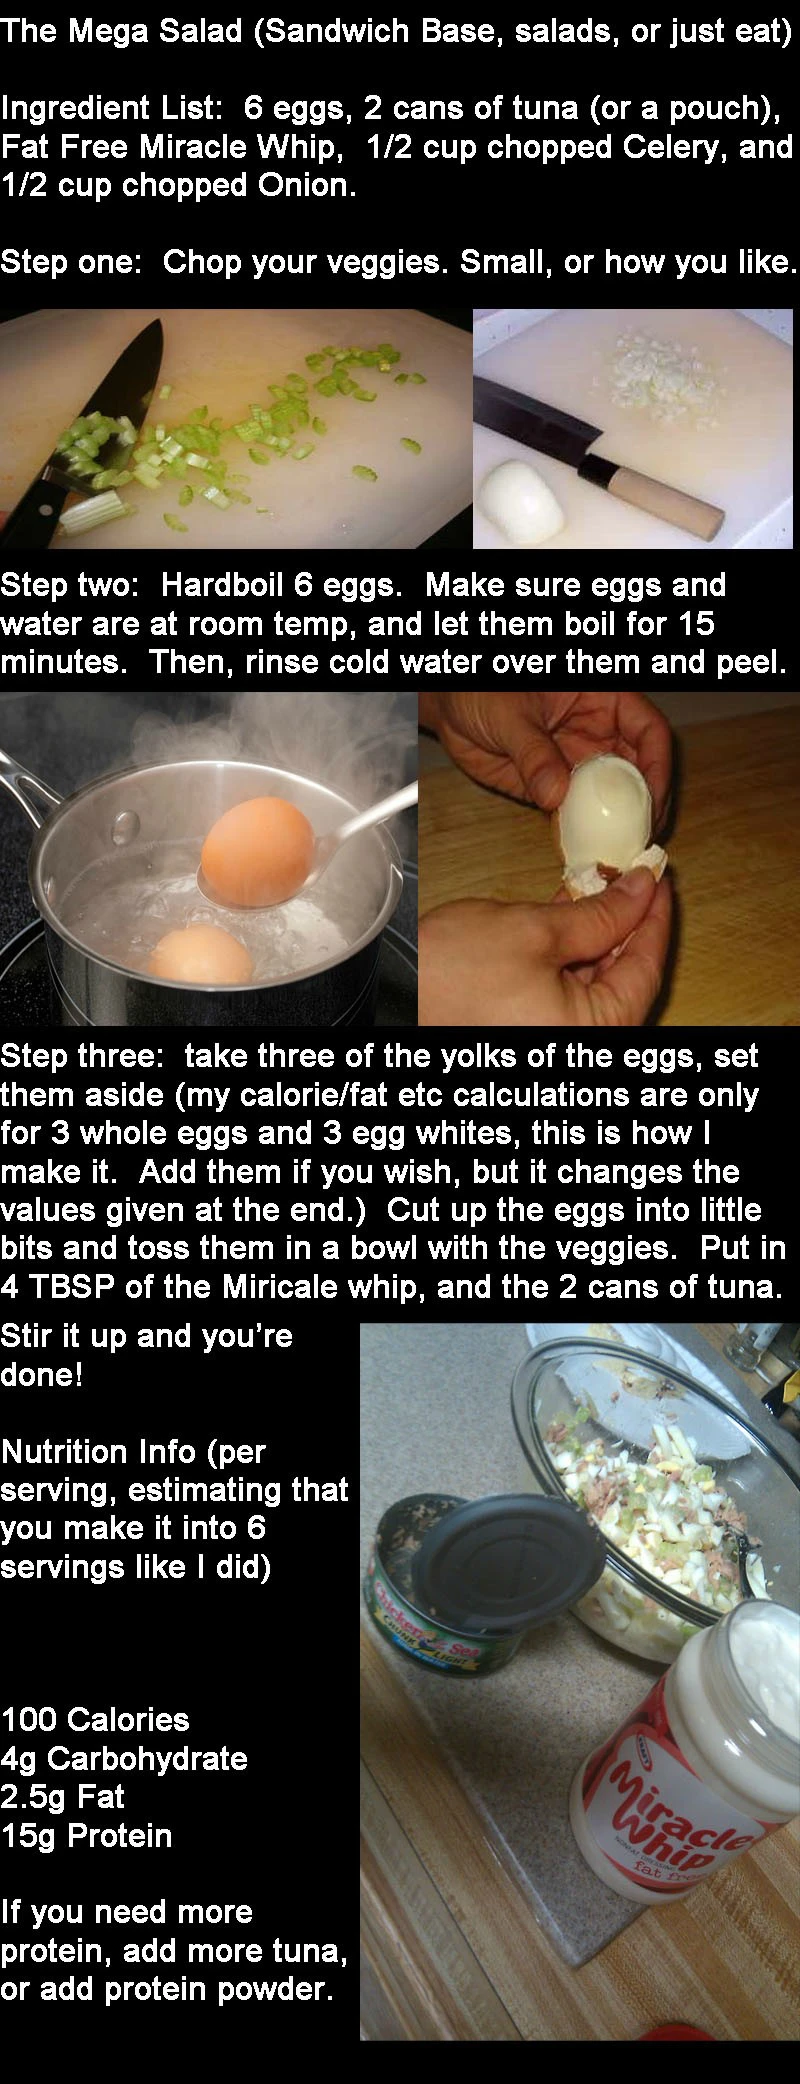 The Mega Salad (Sandwich Base, salads, or just eat)
Ingredient List:  6 eggs, 2 cans of tuna (or a pouch),
Fat Free Miracle Whip,  1/2 cup chopped Celery, and
1/2 cup chopped Onion.
Step one:  Chop your veggies. Small, or how you like.
Step two:  Hardboil 6 eggs.  Make sure eggs and
water are at room temp, and let them boil for 15
minutes.  Then, rinse cold water over them and peel.
Step three:  take three of the yolks of the eggs, set
them aside (my calorie/fat etc calculations are only
for 3 whole eggs and 3 egg whites, this is how I
make it.  Add them if you wish, but it changes the
values given at the end.)  Cut up the eggs into little
bits and toss them in a bowl with the veggies.  Put in
4 TBSP of the Miricale whip, and the 2 cans of tuna.
Stir it up and you’re
done!
Nutrition Info (per
serving, estimating that
you make it into 6
servings like I did)
100 Calories
4g Carbohydrate
2.5g Fat
15g Protein
If you need more
protein, add more tuna,
or add protein powder.
Chicken Sea
CHUNK LIGHT
KRAFT
Miracle
Whip
NONFAT DRESSING
fat free